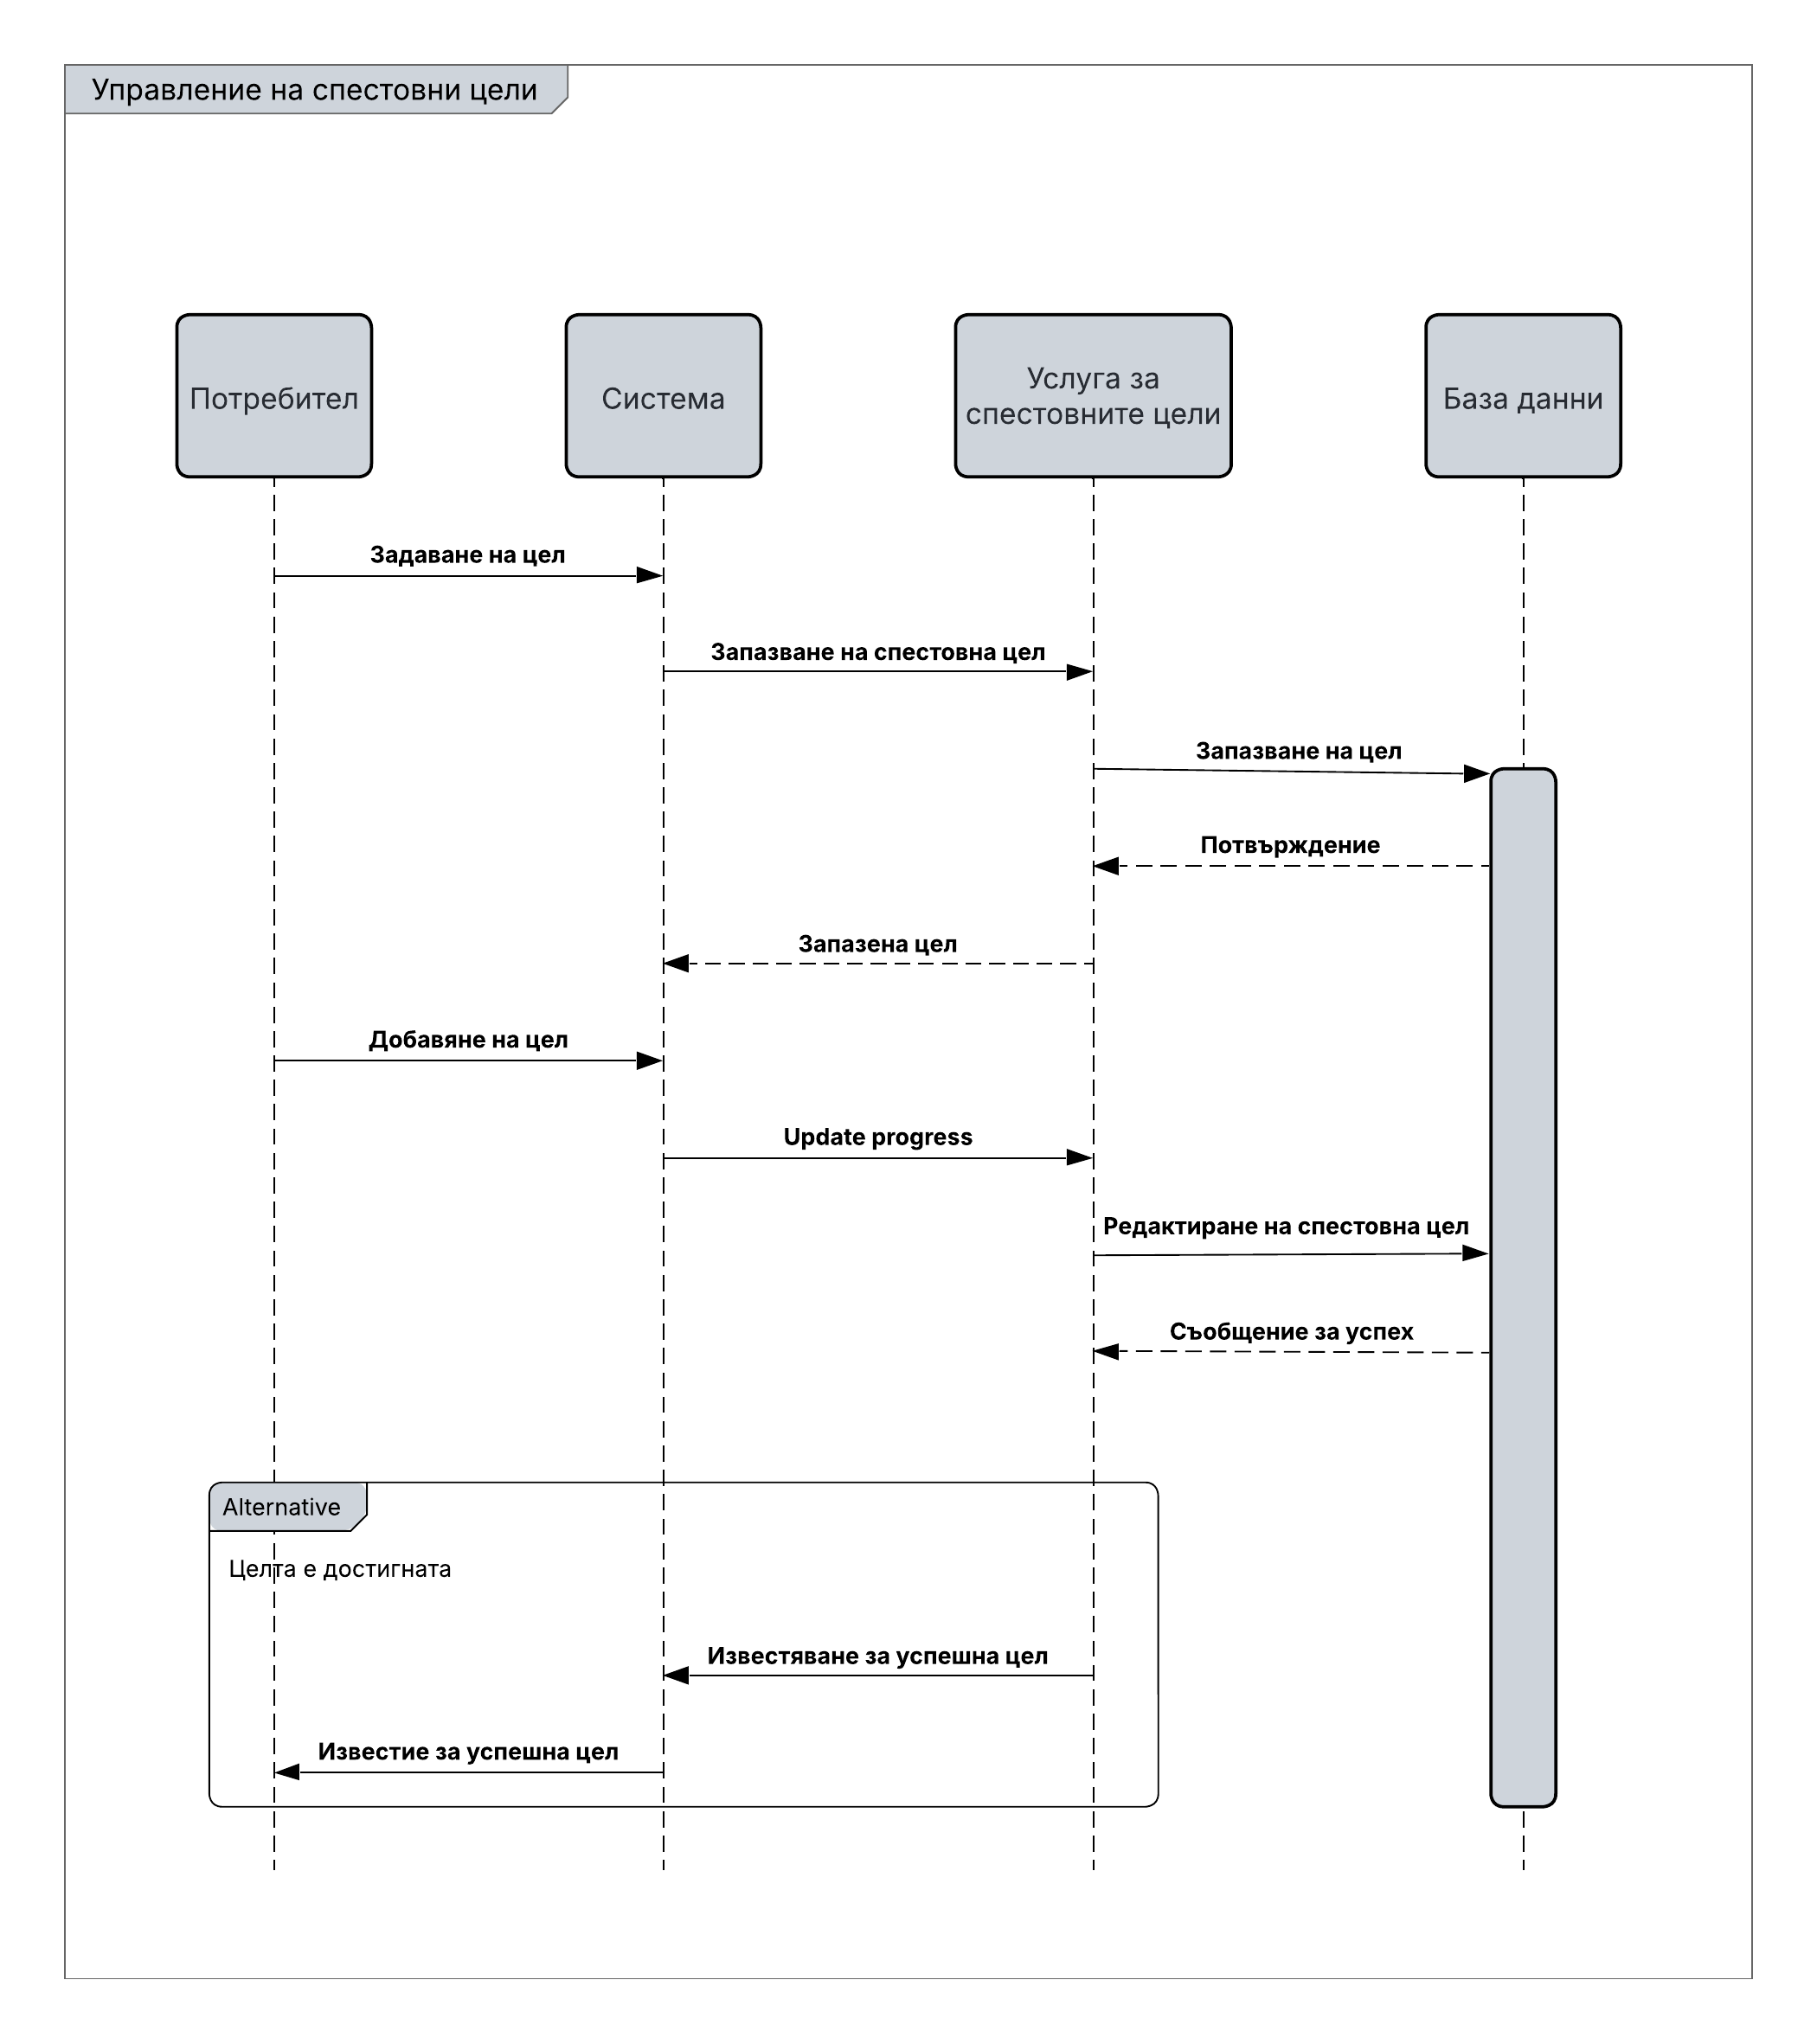 Управление на спестовни цели
Потребител
Система
Услуга за
спестовните цели
База данни
Задаване на цел
Запазване на спестовна цел
Запазване на цел
Потвърждение
Запазена цел
Добавяне на цел
Update progress
Редактиране на спестовна цел
Съобщение за успех
Alternative
Целта е достигната
Известяване за успешна цел
Известие за успешна цел